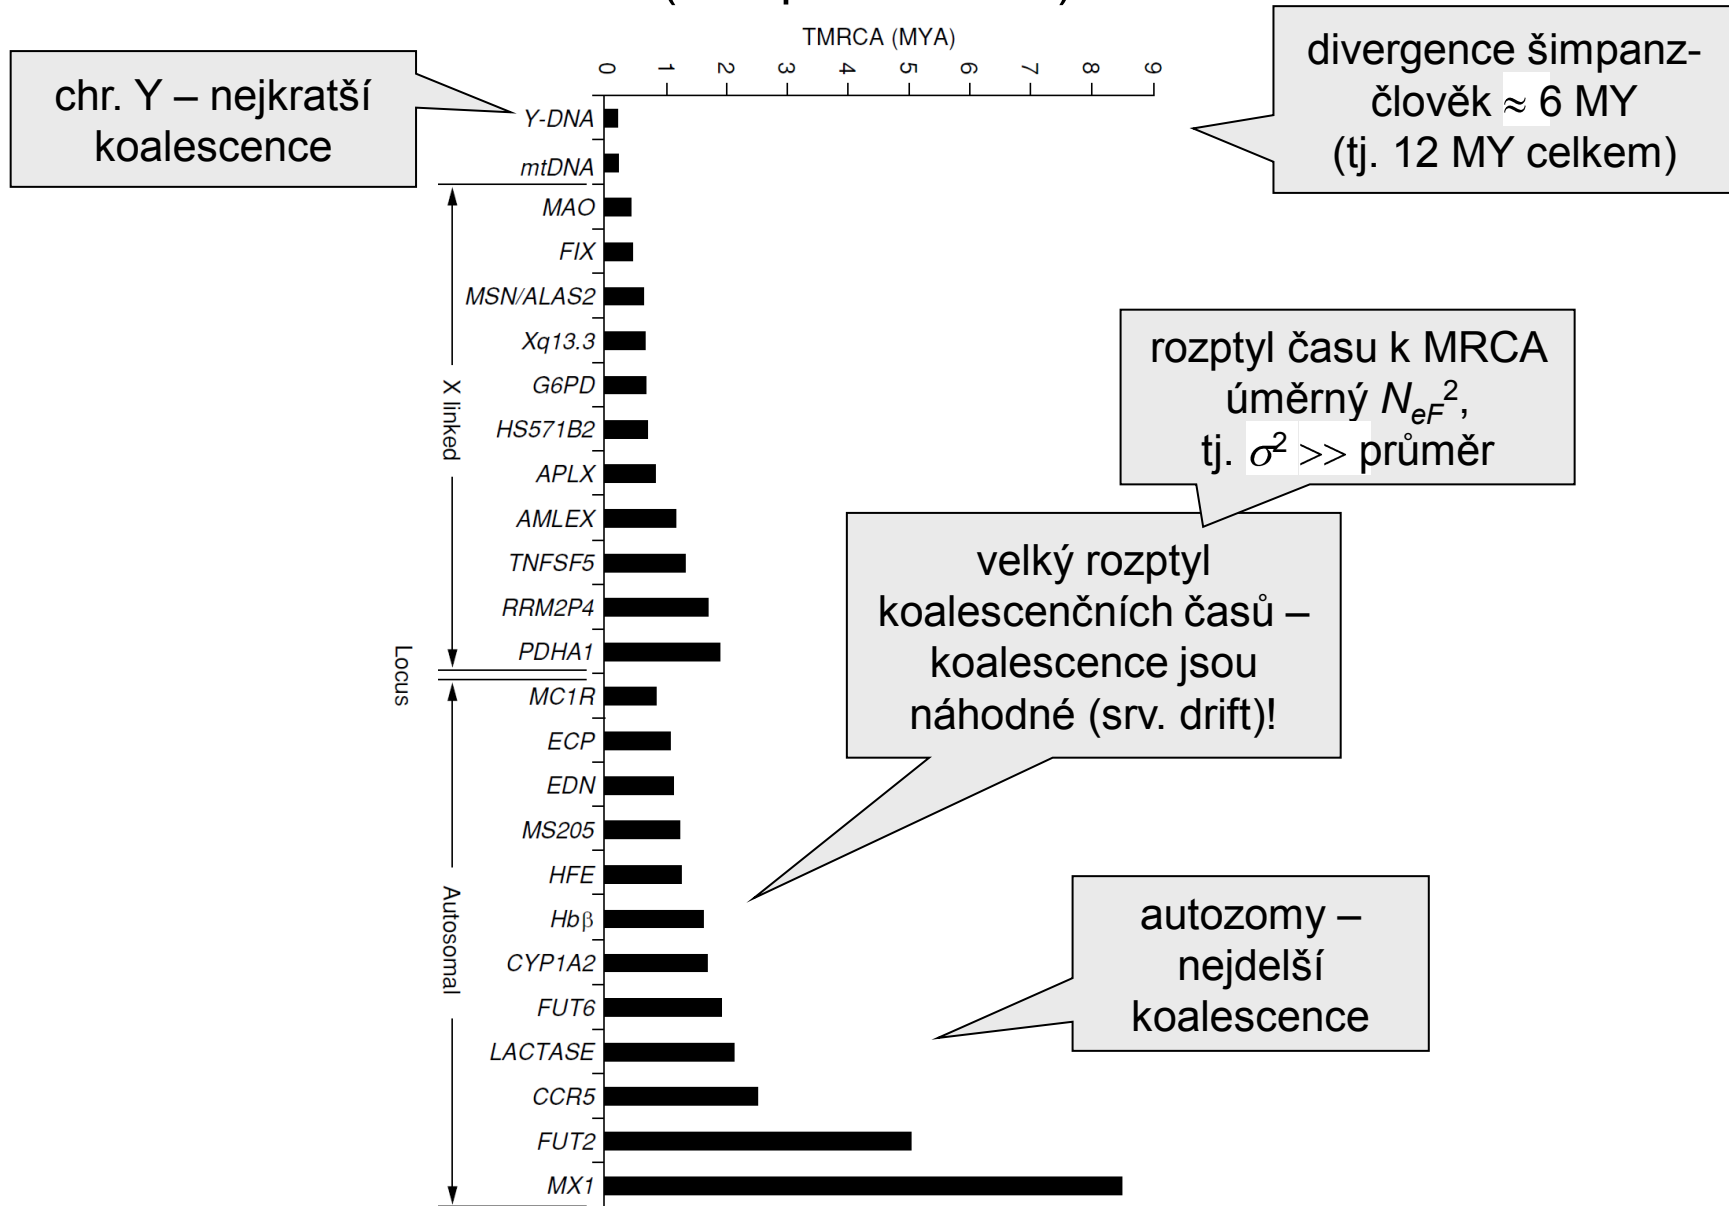 TMRCA (MYA)
0 1 2 3 4 5 6 7 8 9
chr. Y – nejkratší
koalescence
divergence šimpanz-
člověk ≈ 6 MY
(tj. 12 MY celkem)
Y-DNA
mtDNA
MAO
FIX
MSN/ALAS2
Xq13.3
G6PD
HS571B2
APLX
AMLEX
TNFSF5
RRM2P4
PDHA1
MC1R
ECP
EDN
MS205
HFE
Hbβ
CYP1A2
FUT6
LACTASE
CCR5
FUT2
MX1
X linked
Autosomal
Locus
rozptyl času k MRCA
úměrný NeF²,
tj. σ² >> průměr
velký rozptyl
koalescenčních časů –
koalescence jsou
náhodné (srv. drift)!
autozomy –
nejdelší
koalescence